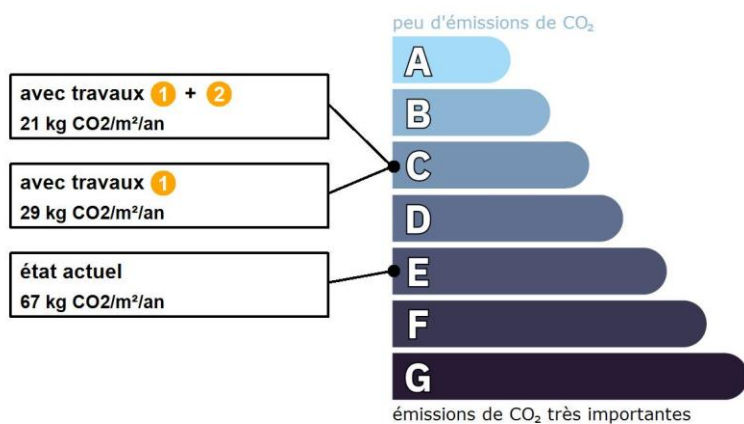 peu d'émissions de CO₂
A
avec travaux 1 + 2
21 kg CO2/m²/an
B
C
avec travaux 1
29 kg CO2/m²/an
D
état actuel
67 kg CO2/m²/an
E
F
G
émissions de CO₂ très importantes